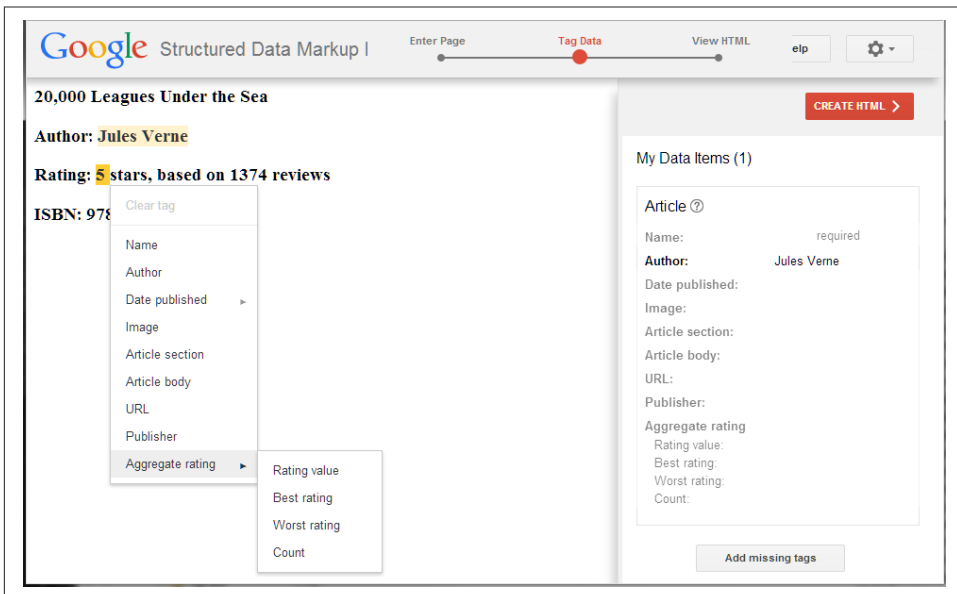 Google Structured Data Markup
Enter Page
Tag Data
View HTML
elp
20,000 Leagues Under the Sea
Author: Jules Verne
Rating: 5 stars, based on 1374 reviews
ISBN: 978
Clear tag
Name
Author
Date published
Image
Article section
Article body
URL
Publisher
Aggregate rating
Rating value
Best rating
Worst rating
Count
CREATE HTML
My Data Items (1)
Article ?
Name: required
Author: Jules Verne
Date published:
Image:
Article section:
Article body:
URL:
Publisher:
Aggregate rating
Rating value:
Best rating:
Worst rating:
Count:
Add missing tags